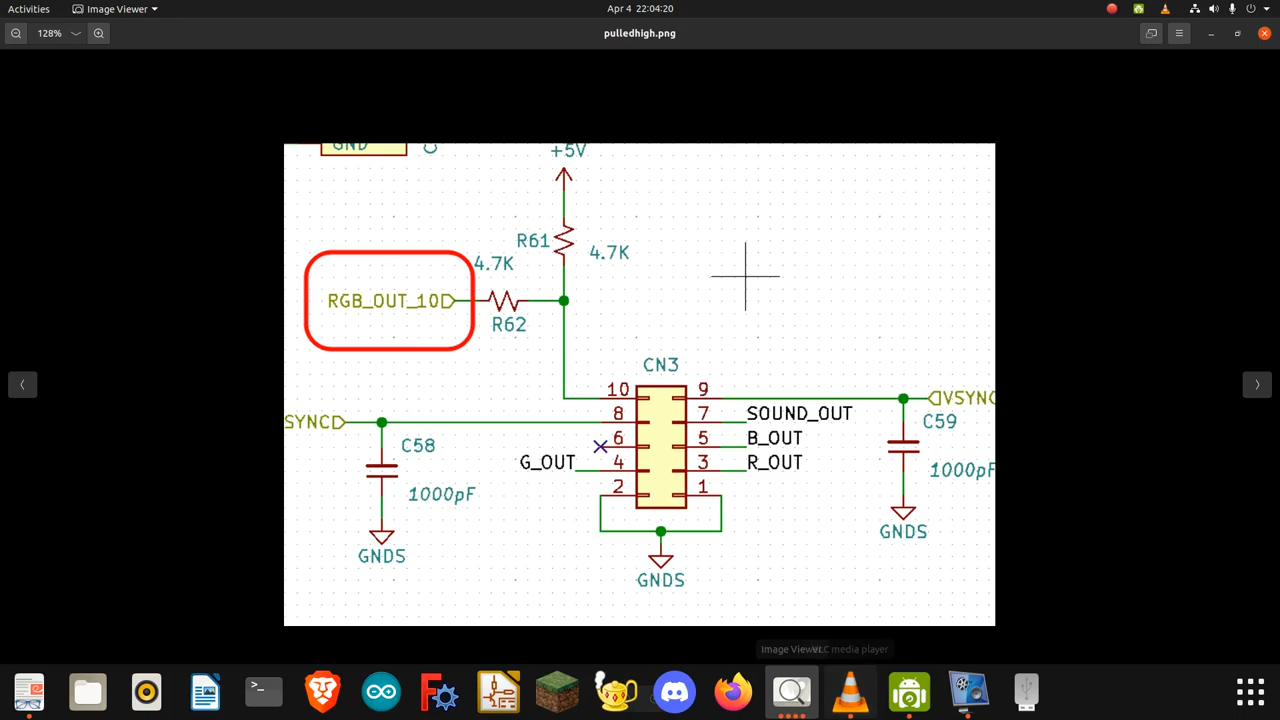 Activities
Image Viewer
Apr 4 22:04:20
128%
pulledhigh.png
GND
C
+5V
R61
4.7K
4.7K
RGB_OUT_10
R62
CN3
10 9
VSYNC
8 7 SOUND_OUT
SYNC
C59
C58
6 5 B_OUT
G_OUT 4 3 R_OUT
1000pF
2 1
1000pF
GNDS
GNDS
GNDS
Image Viewer
VLC media player